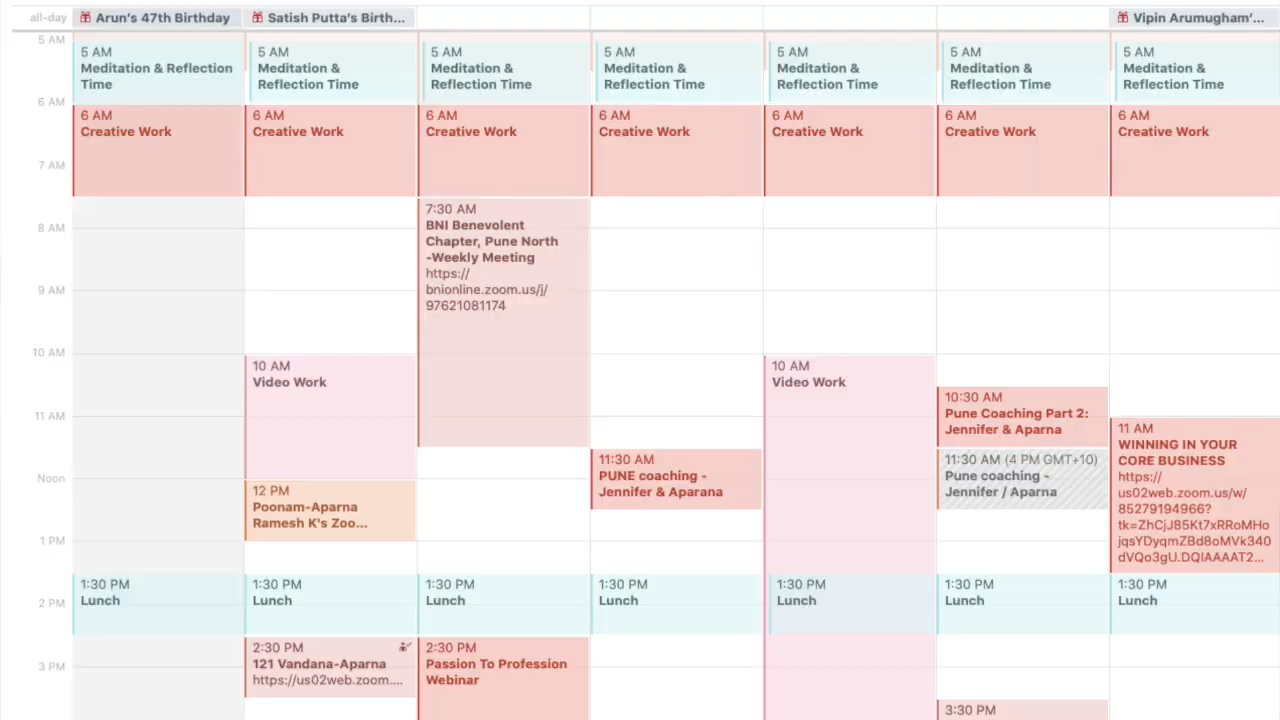 all-day
Arun's 47th Birthday
Satish Putta's Birth...
Vipin Arumugham'...
5 AM
6 AM
7 AM
8 AM
9 AM
10 AM
11 AM
Noon
1 PM
2 PM
3 PM
5 AM
Meditation & Reflection
Time
6 AM
Creative Work
1:30 PM
Lunch
5 AM
Meditation &
Reflection Time
6 AM
Creative Work
10 AM
Video Work
12 PM
Poonam-Aparna
Ramesh K's Zoo...
1:30 PM
Lunch
2:30 PM
121 Vandana-Aparna
https://us02web.zoom....
5 AM
Meditation &
Reflection Time
6 AM
Creative Work
7:30 AM
BNI Benevolent
Chapter, Pune North
-Weekly Meeting
https://
bnionline.zoom.us/j/
97621081174
1:30 PM
Lunch
2:30 PM
Passion To Profession
Webinar
5 AM
Meditation &
Reflection Time
6 AM
Creative Work
11:30 AM
PUNE coaching -
Jennifer & Aparana
1:30 PM
Lunch
5 AM
Meditation &
Reflection Time
6 AM
Creative Work
10 AM
Video Work
1:30 PM
Lunch
5 AM
Meditation &
Reflection Time
6 AM
Creative Work
10:30 AM
Pune Coaching Part 2:
Jennifer & Aparna
11:30 AM (4 PM GMT+10)
Pune coaching -
Jennifer / Aparna
1:30 PM
Lunch
3:30 PM
5 AM
Meditation &
Reflection Time
6 AM
Creative Work
11 AM
WINNING IN YOUR
CORE BUSINESS
https://
us02web.zoom.us/w/
85279194966?
tk=ZhCjJ85Kt7xRRoMHo
jqsYDyqmZBd8oMVk340
dVQo3gU.DQIAAAAT2...
1:30 PM
Lunch